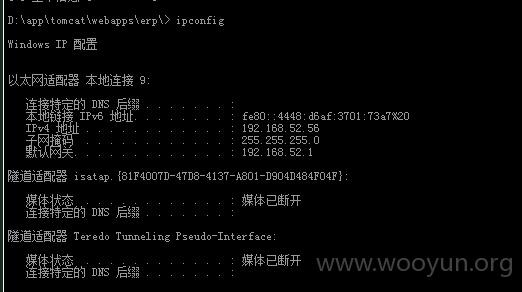 D:\app\tomcat\webapps\erp\> ipconfig
Windows IP 配置
以太网适配器 本地连接 9:
连接特定的 DNS 后缀 . . . . . . . :
本地链接 IPv6 地址. . . . . . . . : fe80::4448:d6af:3701:73a7%20
IPv4 地址 . . . . . . . . . . . . : 192.168.52.56
子网掩码 . . . . . . . . . . . . : 255.255.255.0
默认网关. . . . . . . . . . . . . : 192.168.52.1
隧道适配器 isatap.{81F4007D-47D8-4137-A801-D904D484F04F}:
媒体状态 . . . . . . . . . . . . : 媒体已断开
连接特定的 DNS 后缀 . . . . . . . :
隧道适配器 Teredo Tunneling Pseudo-Interface:
媒体状态 . . . . . . . . . . . . : 媒体已断开
连接特定的 DNS 后缀 . . . . . . . :
www.wooyun.org